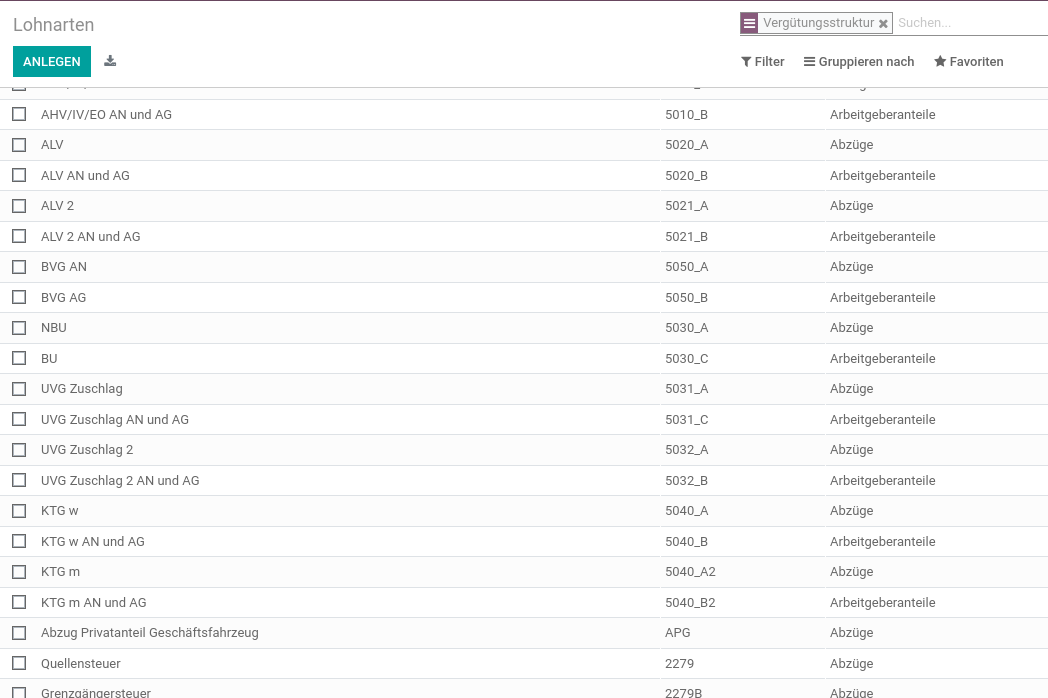 Lohnarten
Vergütungsstruktur Suchen...
ANLEGEN
Filter Gruppieren nach Favoriten
AHV/IV/EO AN und AG 5010_B Arbeitgeberanteile
ALV 5020_A Abzüge
ALV AN und AG 5020_B Arbeitgeberanteile
ALV 2 5021_A Abzüge
ALV 2 AN und AG 5021_B Arbeitgeberanteile
BVG AN 5050_A Abzüge
BVG AG 5050_B Arbeitgeberanteile
NBU 5030_A Abzüge
BU 5030_C Arbeitgeberanteile
UVG Zuschlag 5031_A Abzüge
UVG Zuschlag AN und AG 5031_C Arbeitgeberanteile
UVG Zuschlag 2 5032_A Abzüge
UVG Zuschlag 2 AN und AG 5032_B Arbeitgeberanteile
KTG w 5040_A Abzüge
KTG w AN und AG 5040_B Arbeitgeberanteile
KTG m 5040_A2 Abzüge
KTG m AN und AG 5040_B2 Arbeitgeberanteile
Abzug Privatanteil Geschäftsfahrzeug APG Abzüge
Quellensteuer 2279 Abzüge
Grenzgängersteuer 2279B Abzüge